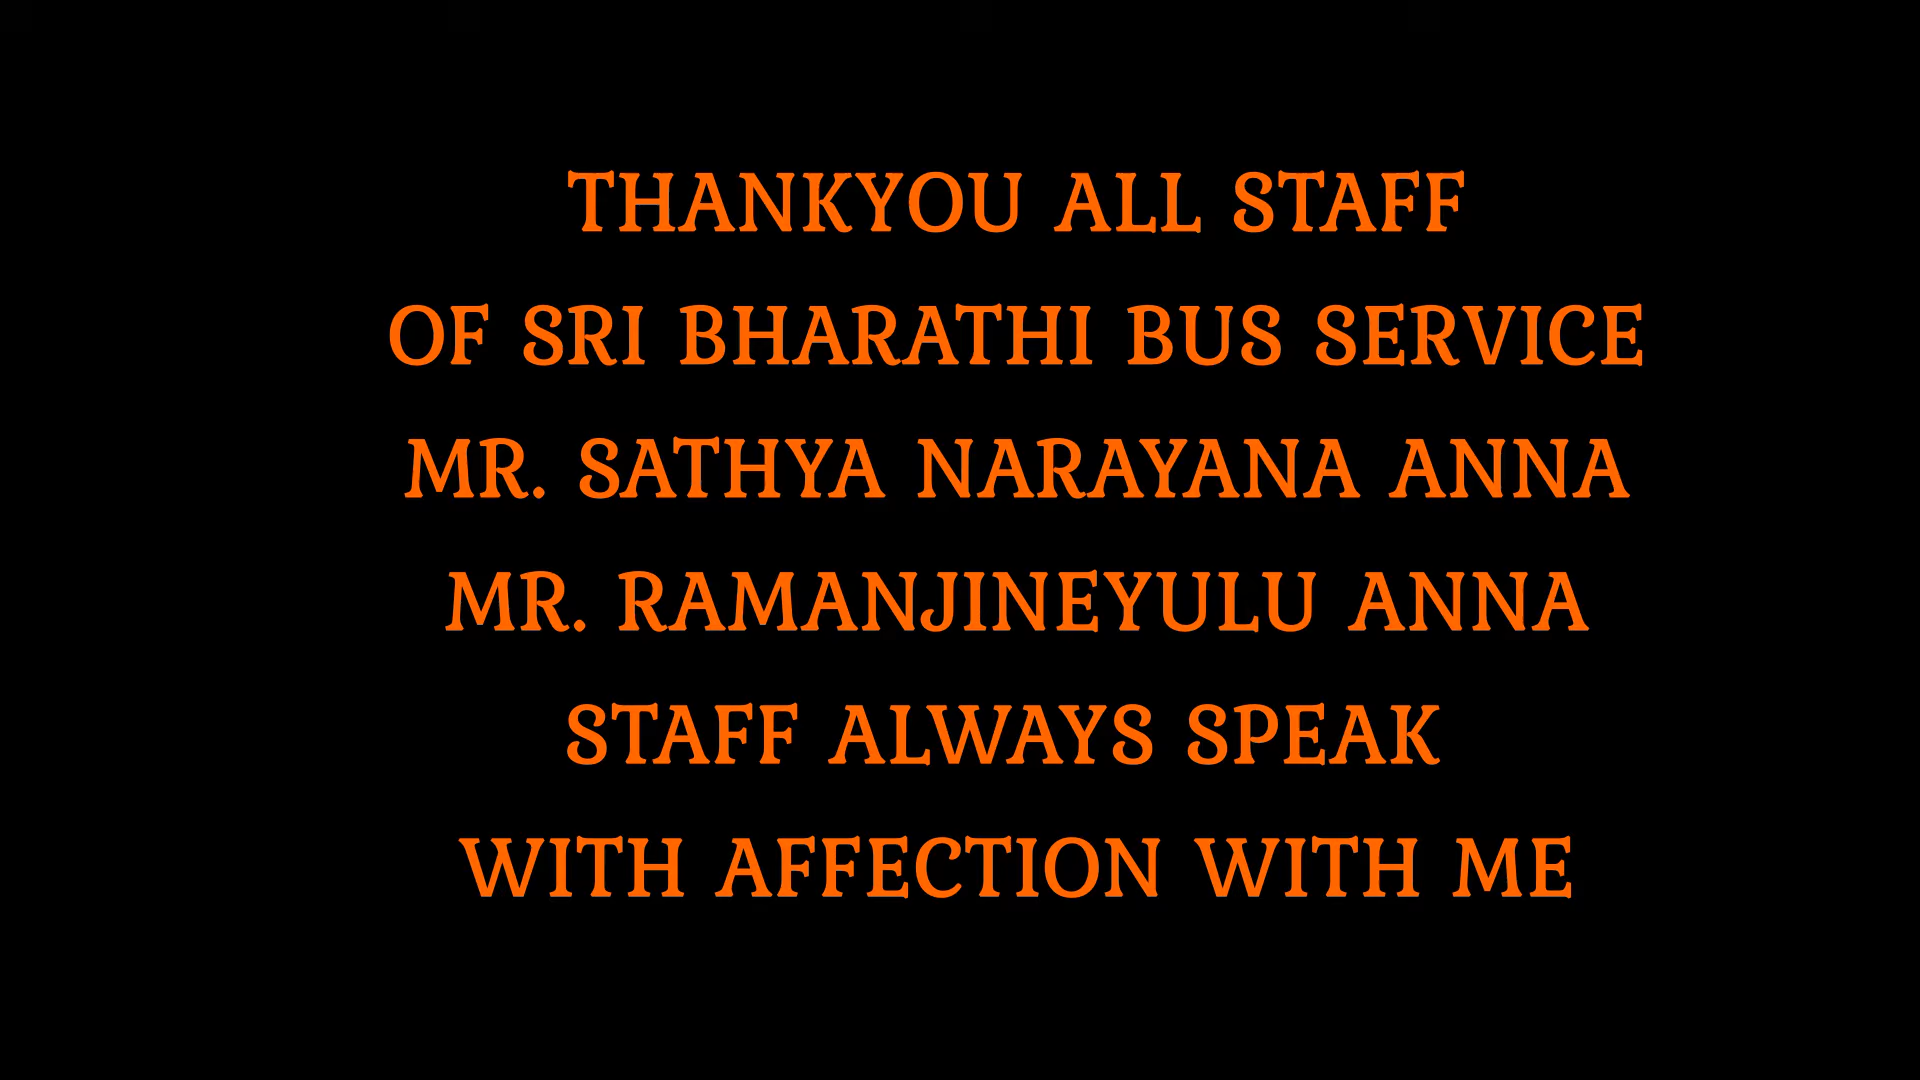 THANKYOU ALL STAFF
OF SRI BHARATHI BUS SERVICE
MR. SATHYA NARAYANA ANNA
MR. RAMANJINEYULU ANNA
STAFF ALWAYS SPEAK
WITH AFFECTION WITH ME